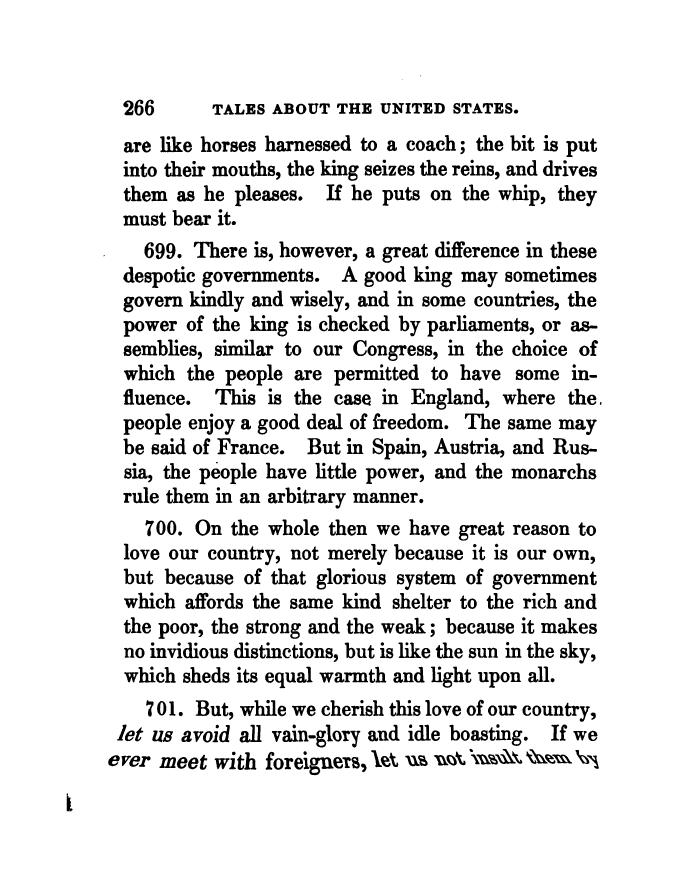 266 TALES ABOUT THE UNITED STATES.
are like horses harnessed to a coach; the bit is put
into their mouths, the king seizes the reins, and drives
them as he pleases. If he puts on the whip, they
must bear it.
699. There is, however, a great difference in these
despotic governments. A good king may sometimes
govern kindly and wisely, and in some countries, the
power of the king is checked by parliaments, or as-
semblies, similar to our Congress, in the choice of
which the people are permitted to have some in-
fluence. This is the case in England, where the
people enjoy a good deal of freedom. The same may
be said of France. But in Spain, Austria, and Rus-
sia, the people have little power, and the monarchs
rule them in an arbitrary manner.
700. On the whole then we have great reason to
love our country, not merely because it is our own,
but because of that glorious system of government
which affords the same kind shelter to the rich and
the poor, the strong and the weak; because it makes
no invidious distinctions, but is like the sun in the sky,
which sheds its equal warmth and light upon all.
701. But, while we cherish this love of our country,
let us avoid all vain-glory and idle boasting. If we
ever meet with foreigners, let us not insult them by